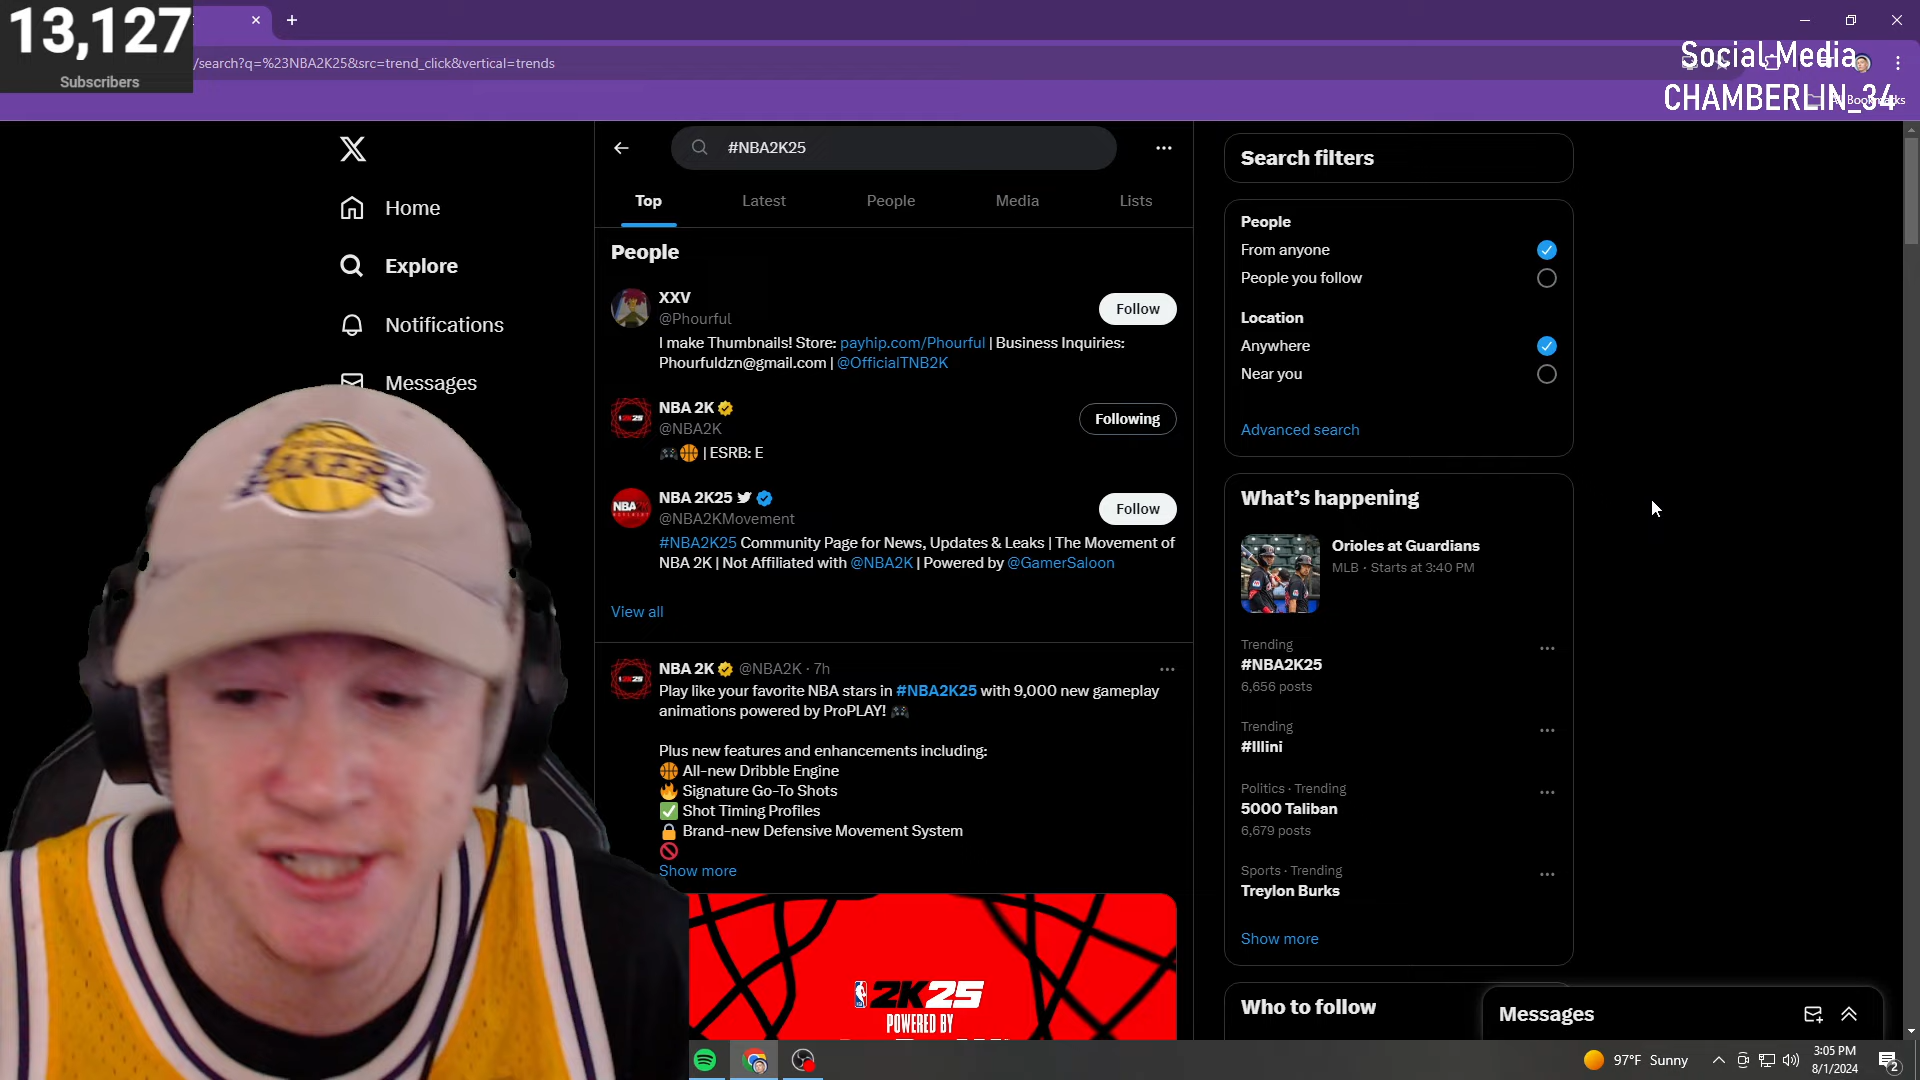 13,127
Subscribers
/search?q=%23NBA2K25&src=trend_click&vertical=trends
Social Media
CHAMBERLIN_34
Bookmarks
#NBA2K25
Top
Latest
People
Media
Lists
Home
Explore
Notifications
Messages
People
XXV
@Phourful
Follow
I make Thumbnails! Store: payhip.com/Phourful | Business Inquiries:
Phourfuldzn@gmail.com | @OfficialTNB2K
NBA 2K
@NBA2K
Following
🎮🏀 | ESRB: E
NBA 2K25
@NBA2KMovement
Follow
#NBA2K25 Community Page for News, Updates & Leaks | The Movement of
NBA 2K | Not Affiliated with @NBA2K | Powered by @GamerSaloon
View all
NBA 2K @NBA2K · 7h
Play like your favorite NBA stars in #NBA2K25 with 9,000 new gameplay
animations powered by ProPLAY! 🎮
Plus new features and enhancements including:
🏀 All-new Dribble Engine
🔥 Signature Go-To Shots
✅ Shot Timing Profiles
🔒 Brand-new Defensive Movement System
🚫
Show more
2K25
POWERED BY
Search filters
People
From anyone
People you follow
Location
Anywhere
Near you
Advanced search
What's happening
Orioles at Guardians
MLB · Starts at 3:40 PM
Trending
#NBA2K25
6,656 posts
Trending
#Illini
Politics · Trending
5000 Taliban
6,679 posts
Sports · Trending
Treylon Burks
Show more
Who to follow
Messages
97°F Sunny
3:05 PM
8/1/2024
2